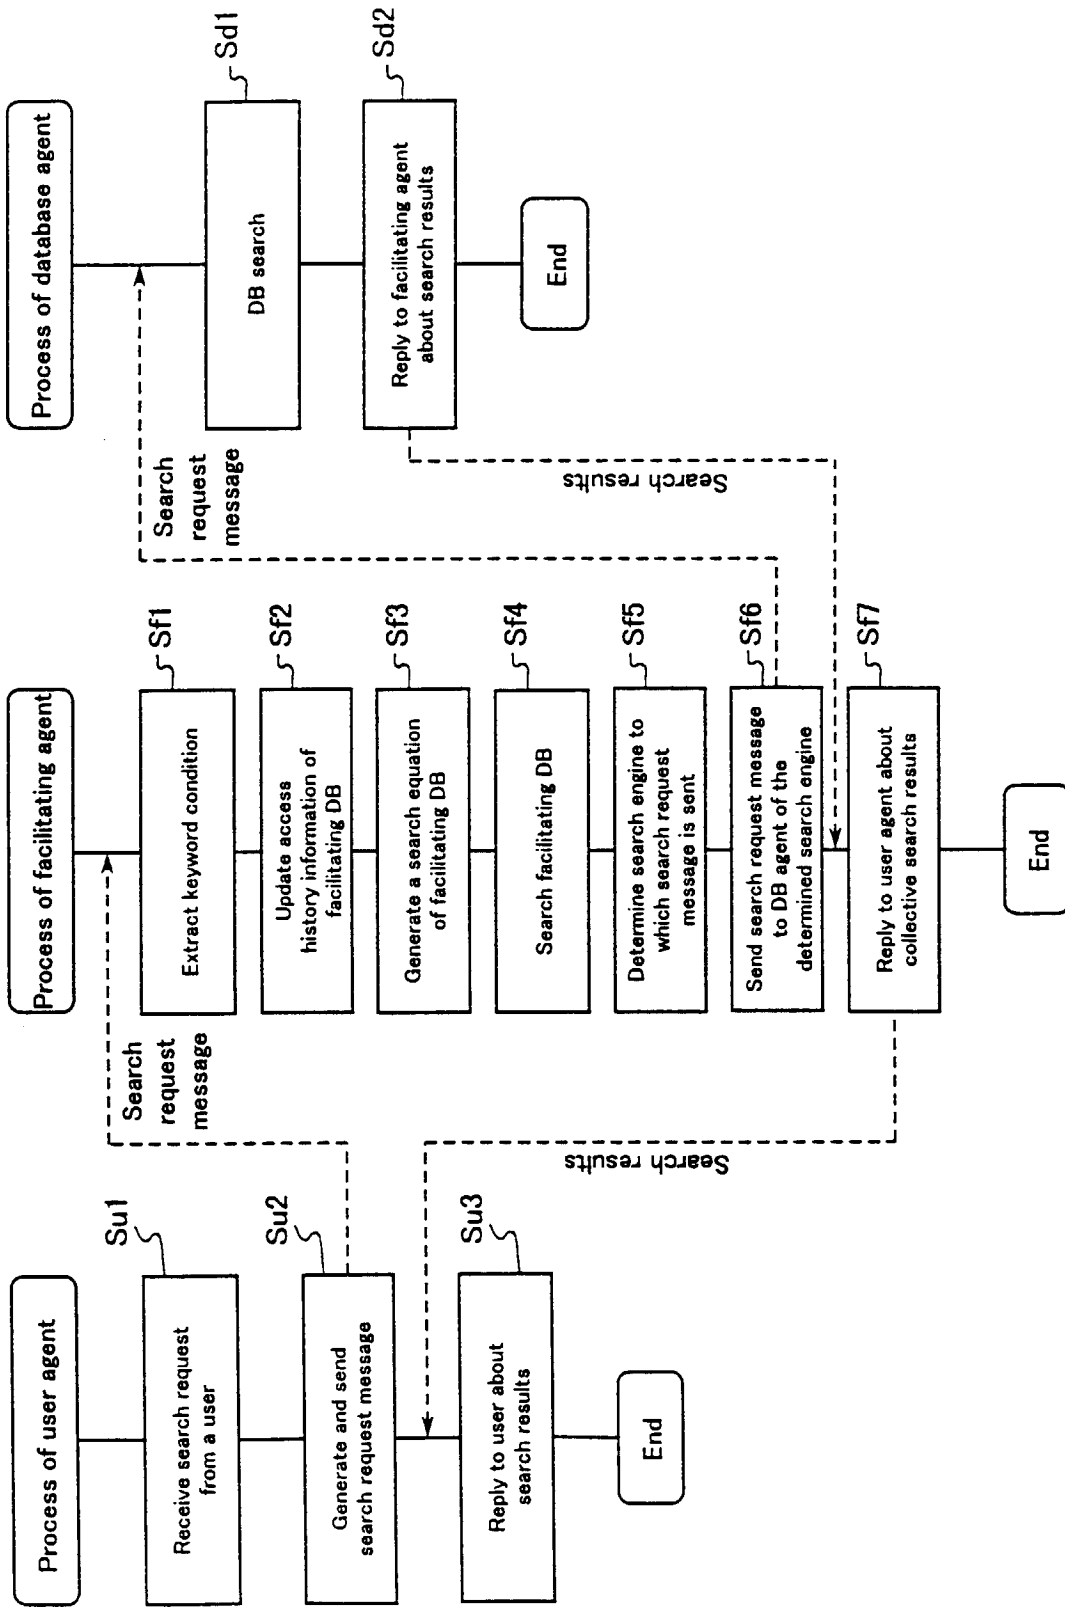 Process of user agent
Receive search request
from a user
Su1
Generate and send
search request message
Su2
Reply to user about
search results
Su3
End
Search
request
message
Search results
Process of facilitating agent
Extract keyword condition
Sf1
Update access
history information of
facilitating DB
Sf2
Generate a search equation
of facilitating DB
Sf3
Search facilitating DB
Sf4
Determine search engine to
which search request
message is sent
Sf5
Send search request message
to DB agent of the
determined search engine
Sf6
Reply to user agent about
collective search results
Sf7
End
Search
request
message
Search results
Process of database agent
DB search
Sd1
Reply to facilitating agent
about search results
Sd2
End